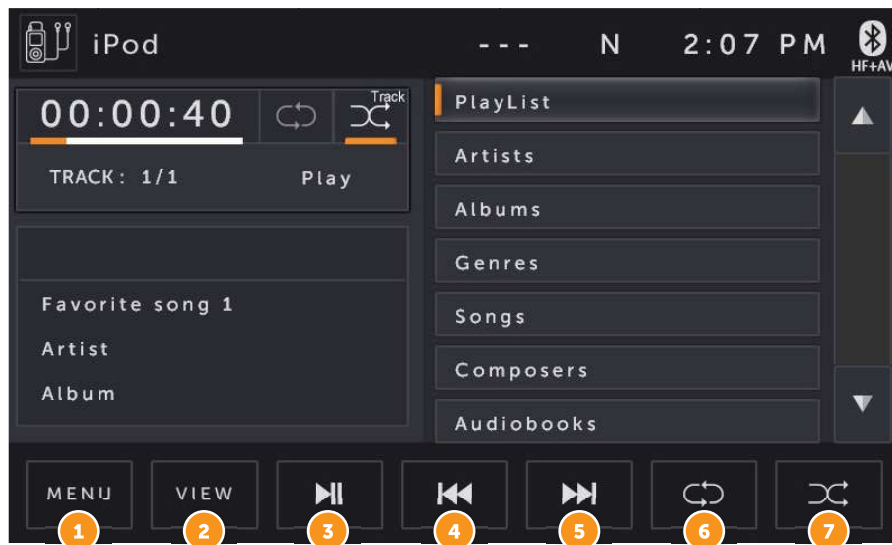 iPod --- N 2:07 PM
HF+AV
00:00:40 Track
TRACK: 1/1 Play
Favorite song 1
Artist
Album
PlayList
Artists
Albums
Genres
Songs
Composers
Audiobooks
MENU VIEW
1 2 3 4 5 6 7